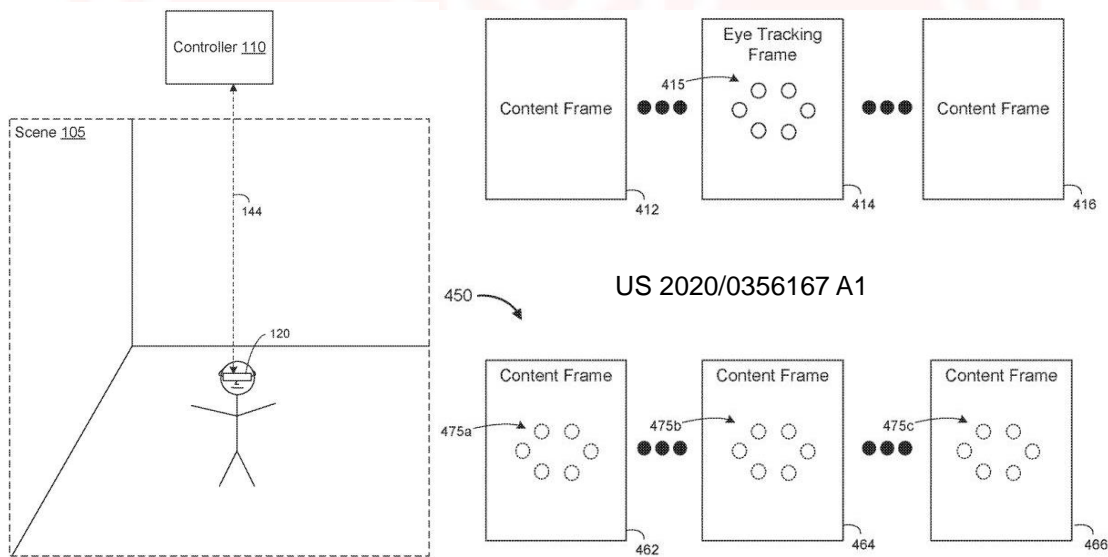 Controller 110
Scene 105
144
120
Content Frame
412
Eye Tracking
Frame
415
414
Content Frame
416
US 2020/0356167 A1
450
Content Frame
475a
462
Content Frame
475b
464
Content Frame
475c
466